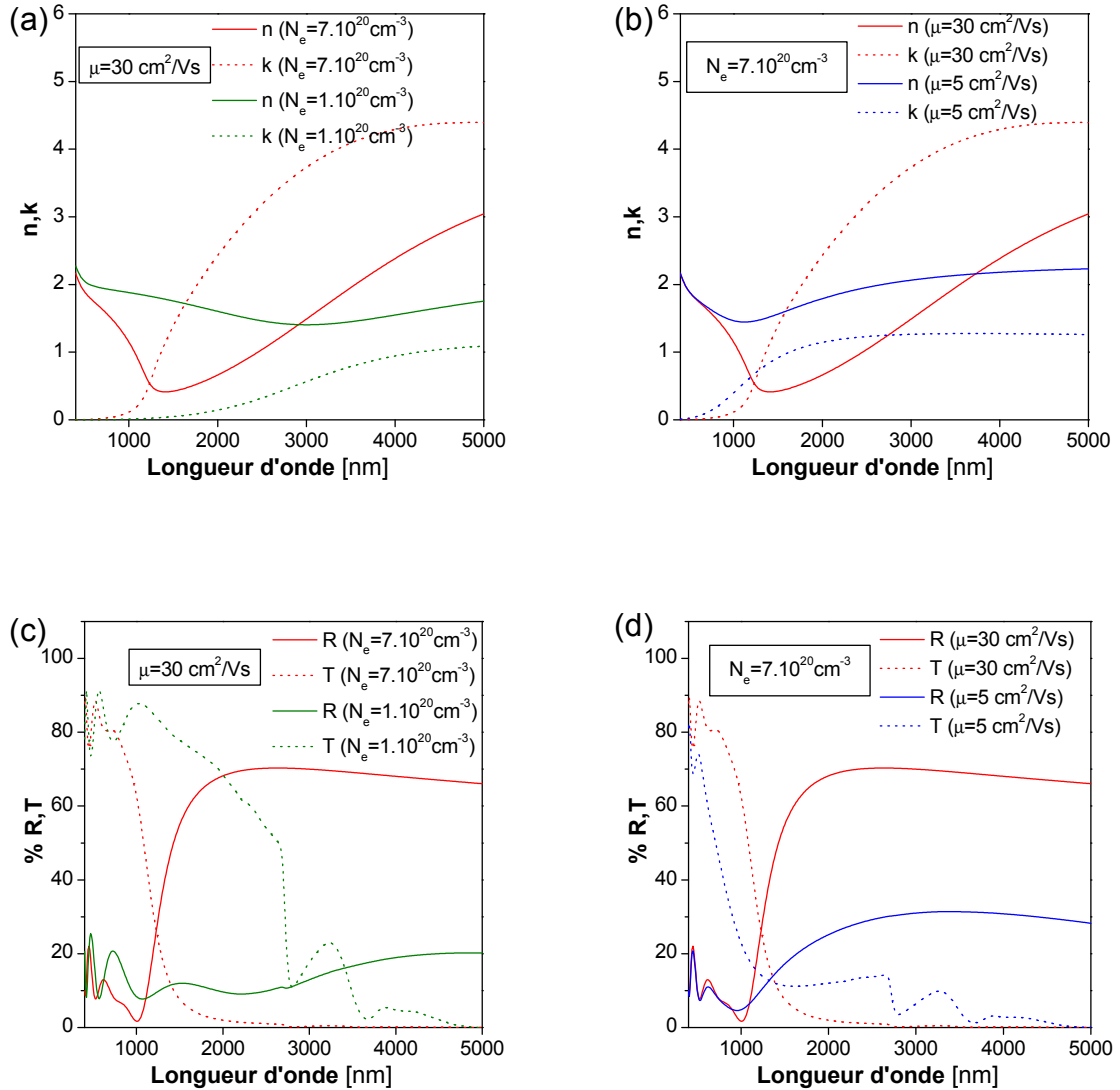 (a)
n (Nₑ=7.10²⁰cm⁻³)
k (Nₑ=7.10²⁰cm⁻³)
n (Nₑ=1.10²⁰cm⁻³)
k (Nₑ=1.10²⁰cm⁻³)
μ=30 cm²/Vs
6
5
4
3
2
1
0
n,k
1000 2000 3000 4000 5000
Longueur d'onde [nm]
(b)
n (μ=30 cm²/Vs)
k (μ=30 cm²/Vs)
n (μ=5 cm²/Vs)
k (μ=5 cm²/Vs)
Nₑ=7.10²⁰cm⁻³
6
5
4
3
2
1
0
n,k
1000 2000 3000 4000 5000
Longueur d'onde [nm]
(c)
R (Nₑ=7.10²⁰cm⁻³)
T (Nₑ=7.10²⁰cm⁻³)
R (Nₑ=1.10²⁰cm⁻³)
T (Nₑ=1.10²⁰cm⁻³)
μ=30 cm²/Vs
100
80
60
40
20
0
% R,T
1000 2000 3000 4000 5000
Longueur d'onde [nm]
(d)
R (μ=30 cm²/Vs)
T (μ=30 cm²/Vs)
R (μ=5 cm²/Vs)
T (μ=5 cm²/Vs)
Nₑ=7.10²⁰cm⁻³
100
80
60
40
20
0
% R,T
1000 2000 3000 4000 5000
Longueur d'onde [nm]